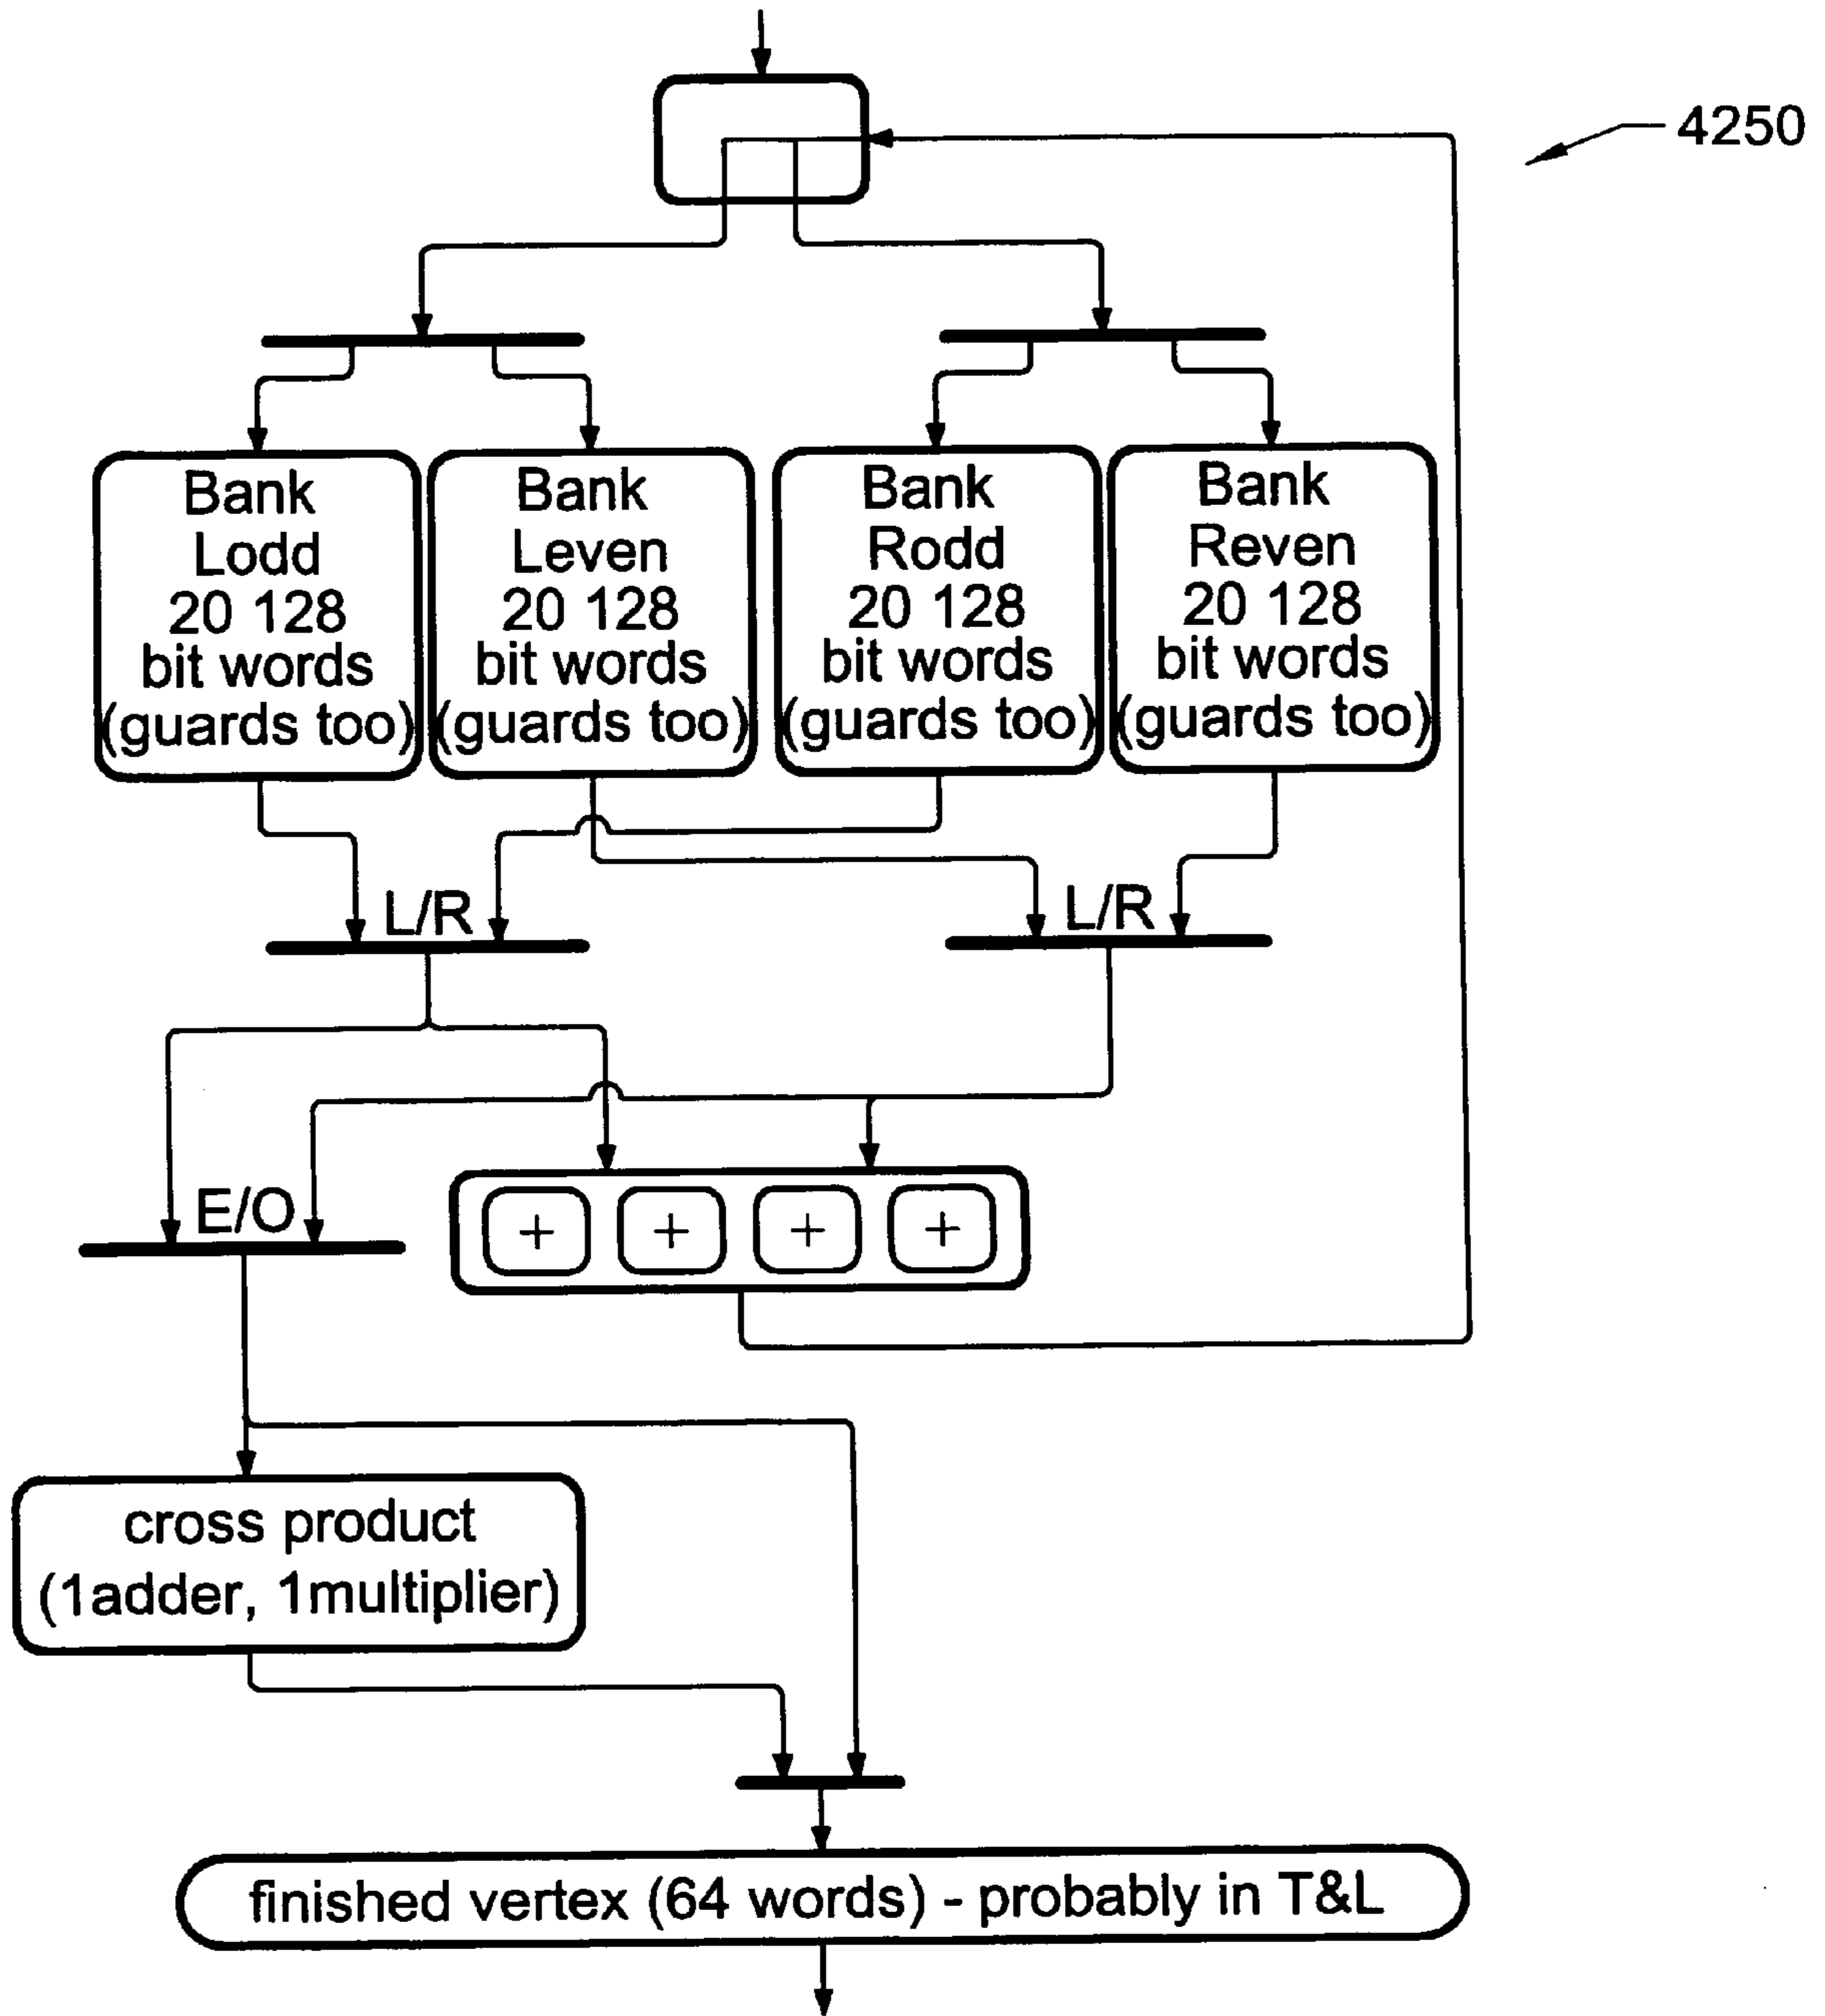 4250
Bank
Lodd
20 128
bit words
(guards too)
Bank
Leven
20 128
bit words
(guards too)
Bank
Rodd
20 128
bit words
(guards too)
Bank
Reven
20 128
bit words
(guards too)
L/R
L/R
E/O
+ + + +
cross product
(1adder, 1multiplier)
finished vertex (64 words) - probably in T&L